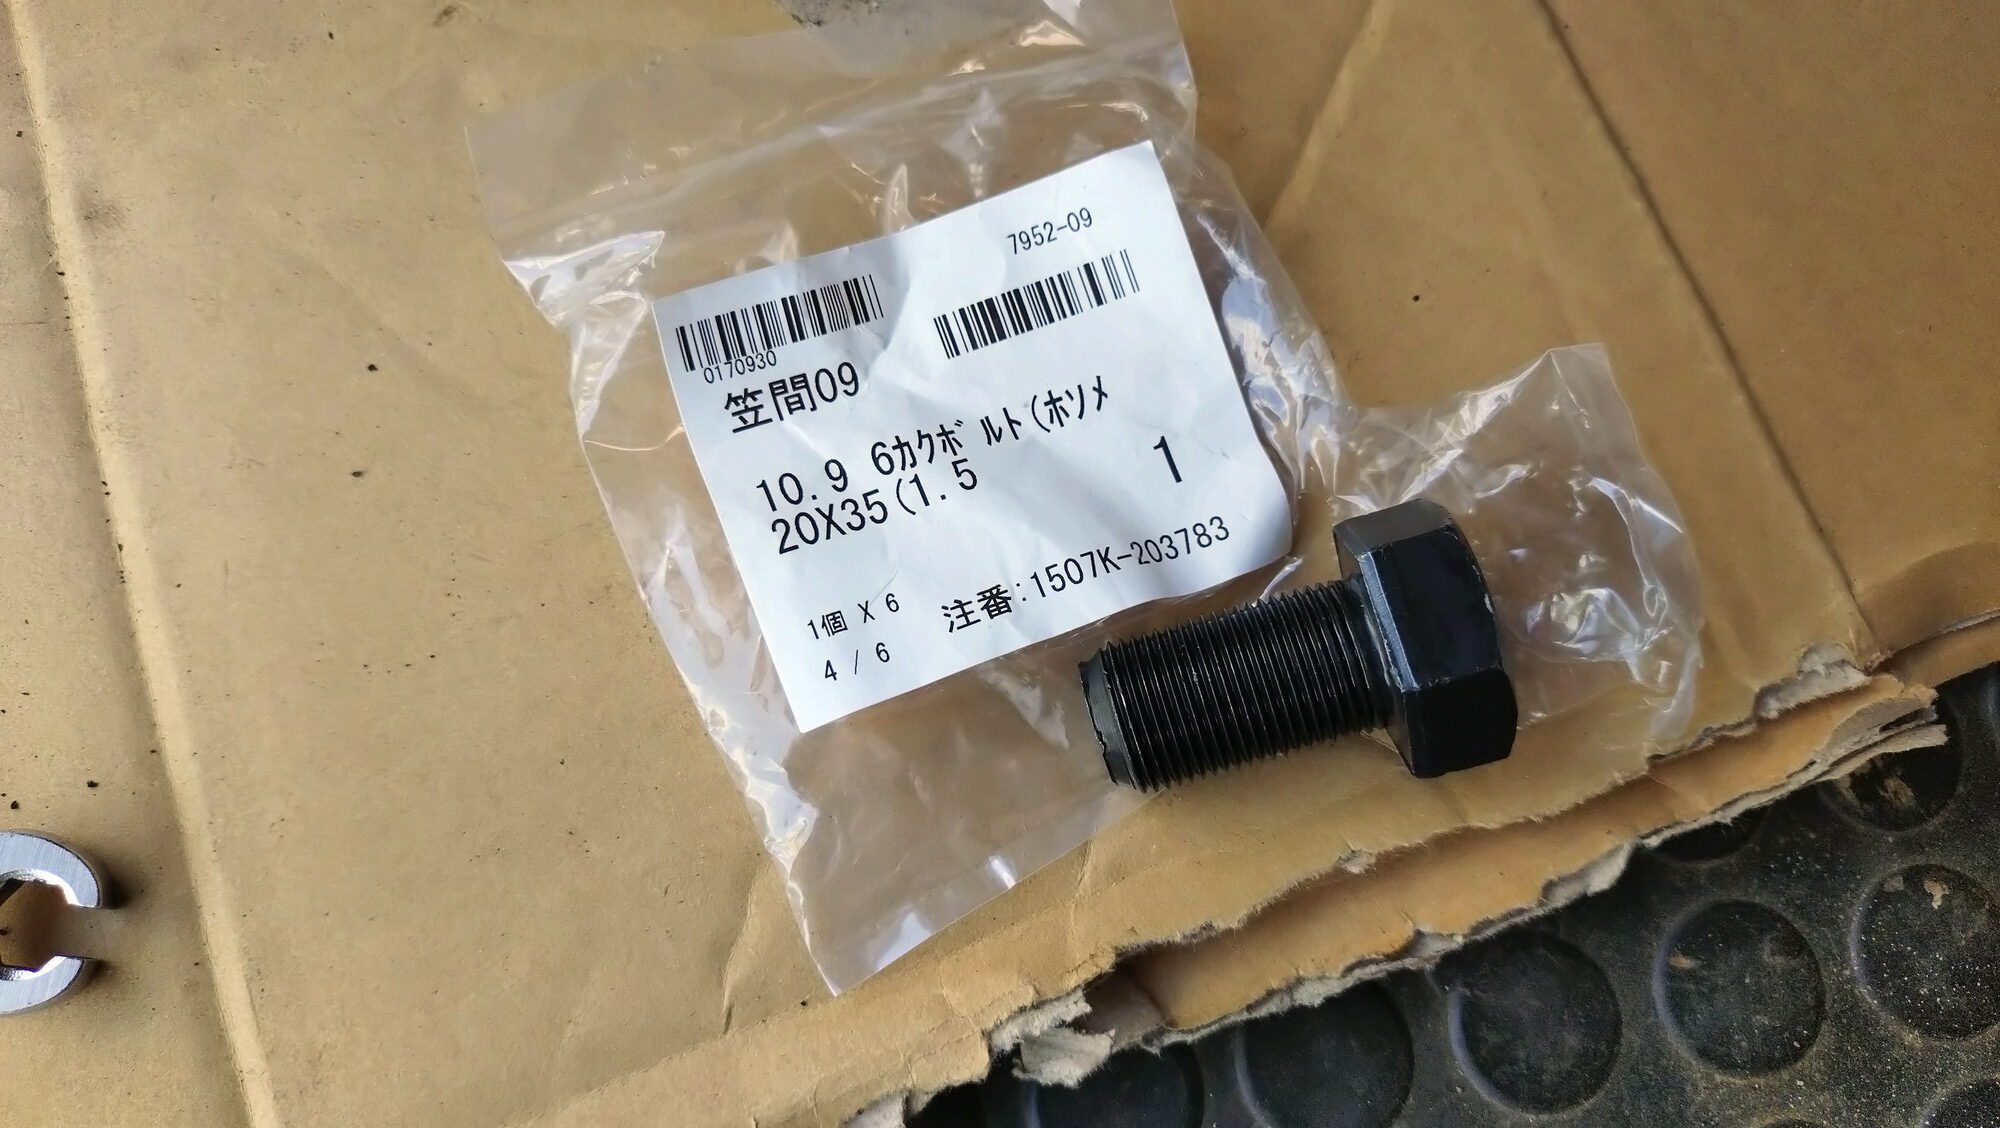 7952-09
0170930
笠間09
10.9 6ｶｸﾎﾞﾙﾄ(ﾎｿﾒ
20X35(1.5
1
1個 X 6
4 / 6
注番:1507K-203783